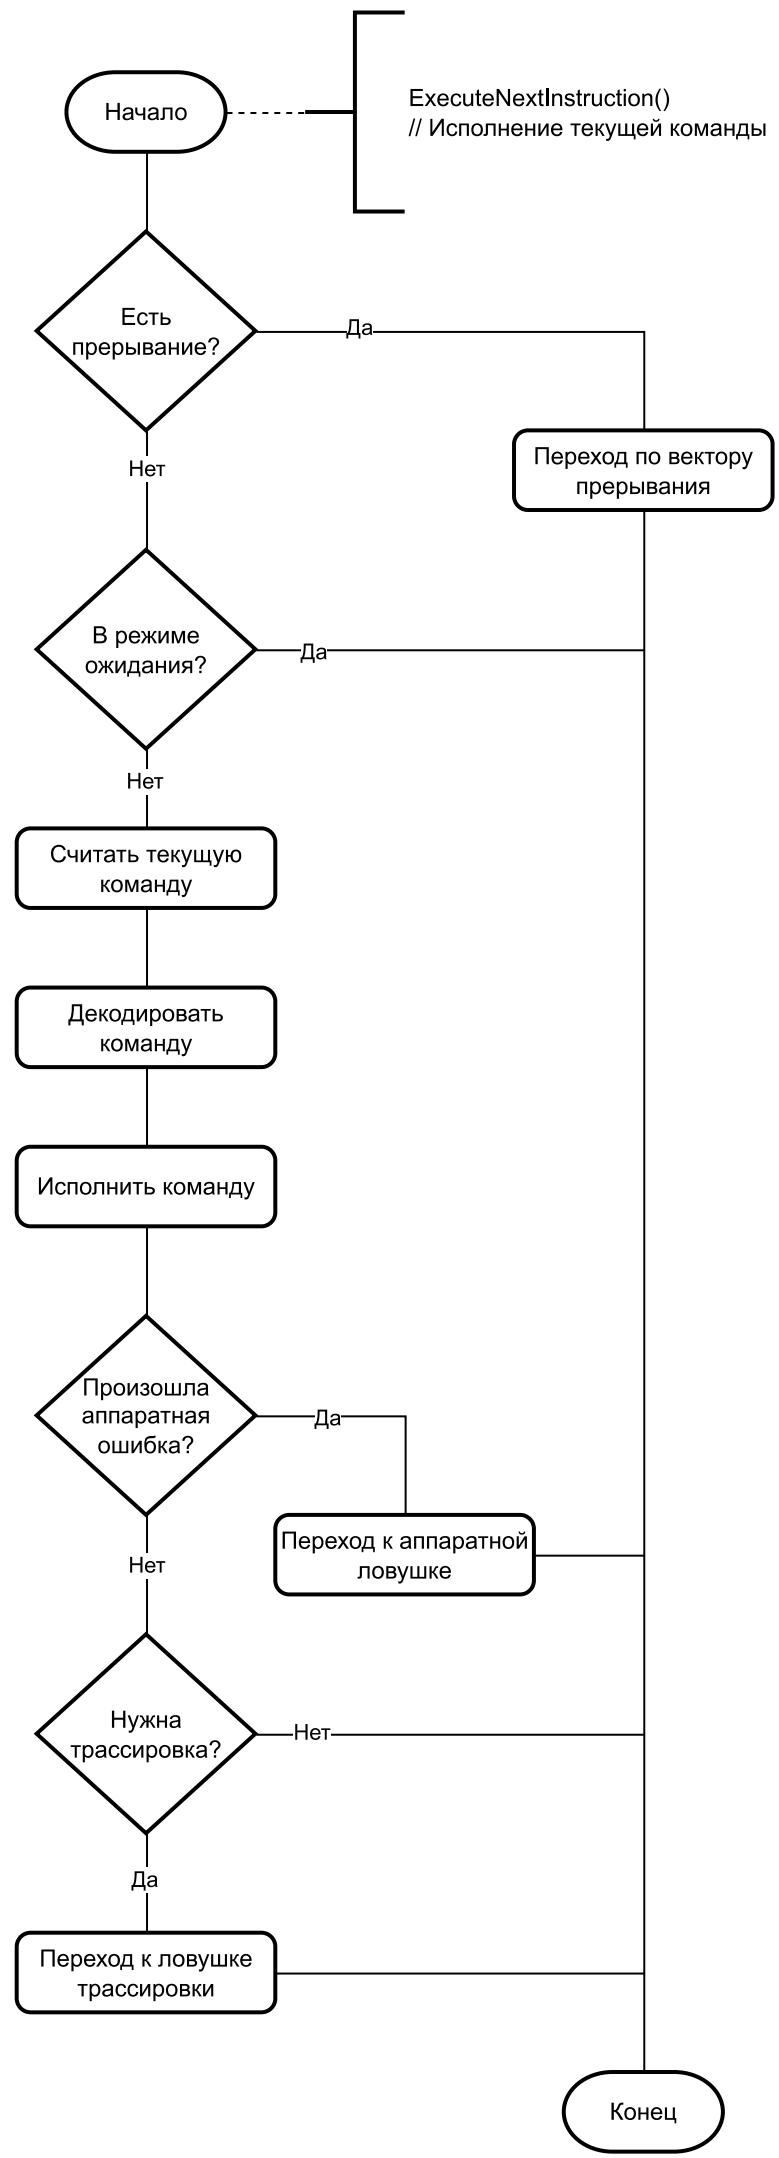 Начало
ExecuteNextInstruction()
// Исполнение текущей команды
Есть
прерывание?
Да
Нет
Переход по вектору
прерывания
В режиме
ожидания?
Да
Нет
Считать текущую
команду
Декодировать
команду
Исполнить команду
Произошла
аппаратная
ошибка?
Да
Нет
Переход к аппаратной
ловушке
Нужна
трассировка?
Нет
Да
Переход к ловушке
трассировки
Конец